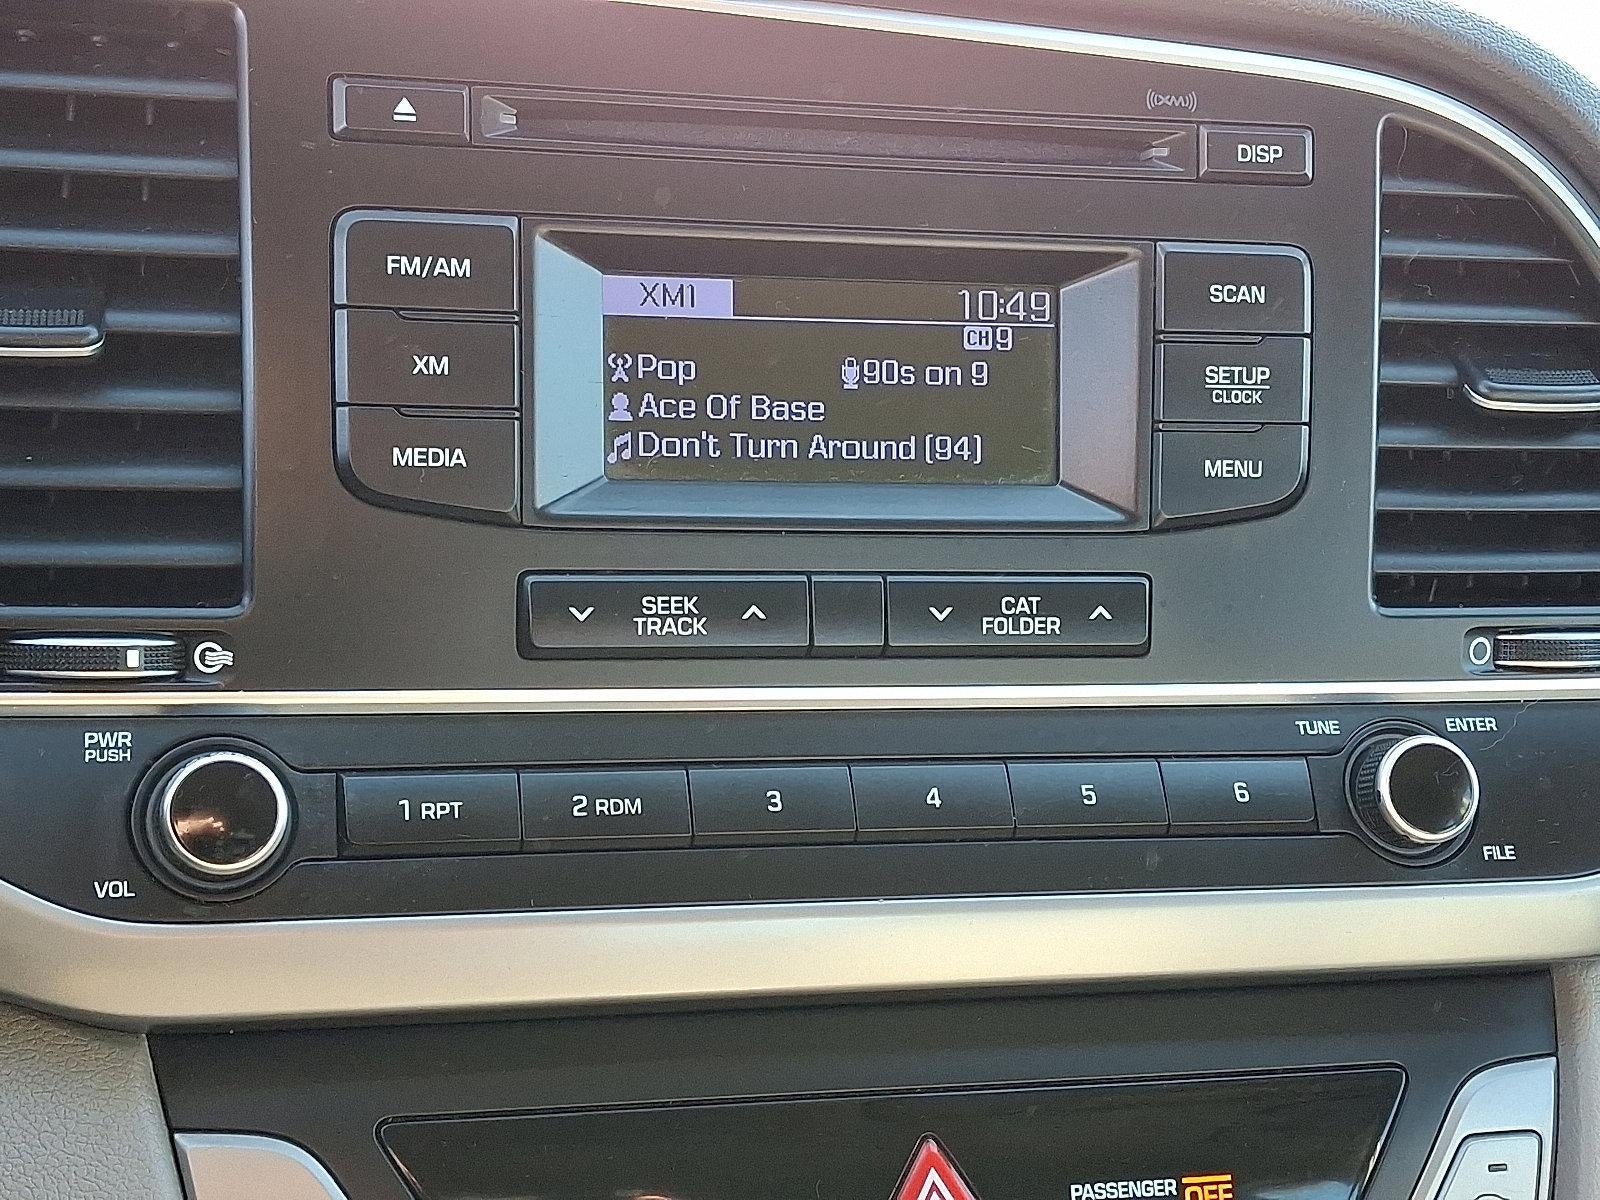 XM
DISP
FM/AM
XM
MEDIA
XM1
10:49
CH 9
Pop
90s on 9
Ace Of Base
Don't Turn Around (94)
SCAN
SETUP
CLOCK
MENU
SEEK
TRACK
CAT
FOLDER
PWR
PUSH
VOL
1 RPT
2 RDM
3
4
5
6
TUNE
ENTER
FILE
PASSENGER OFF